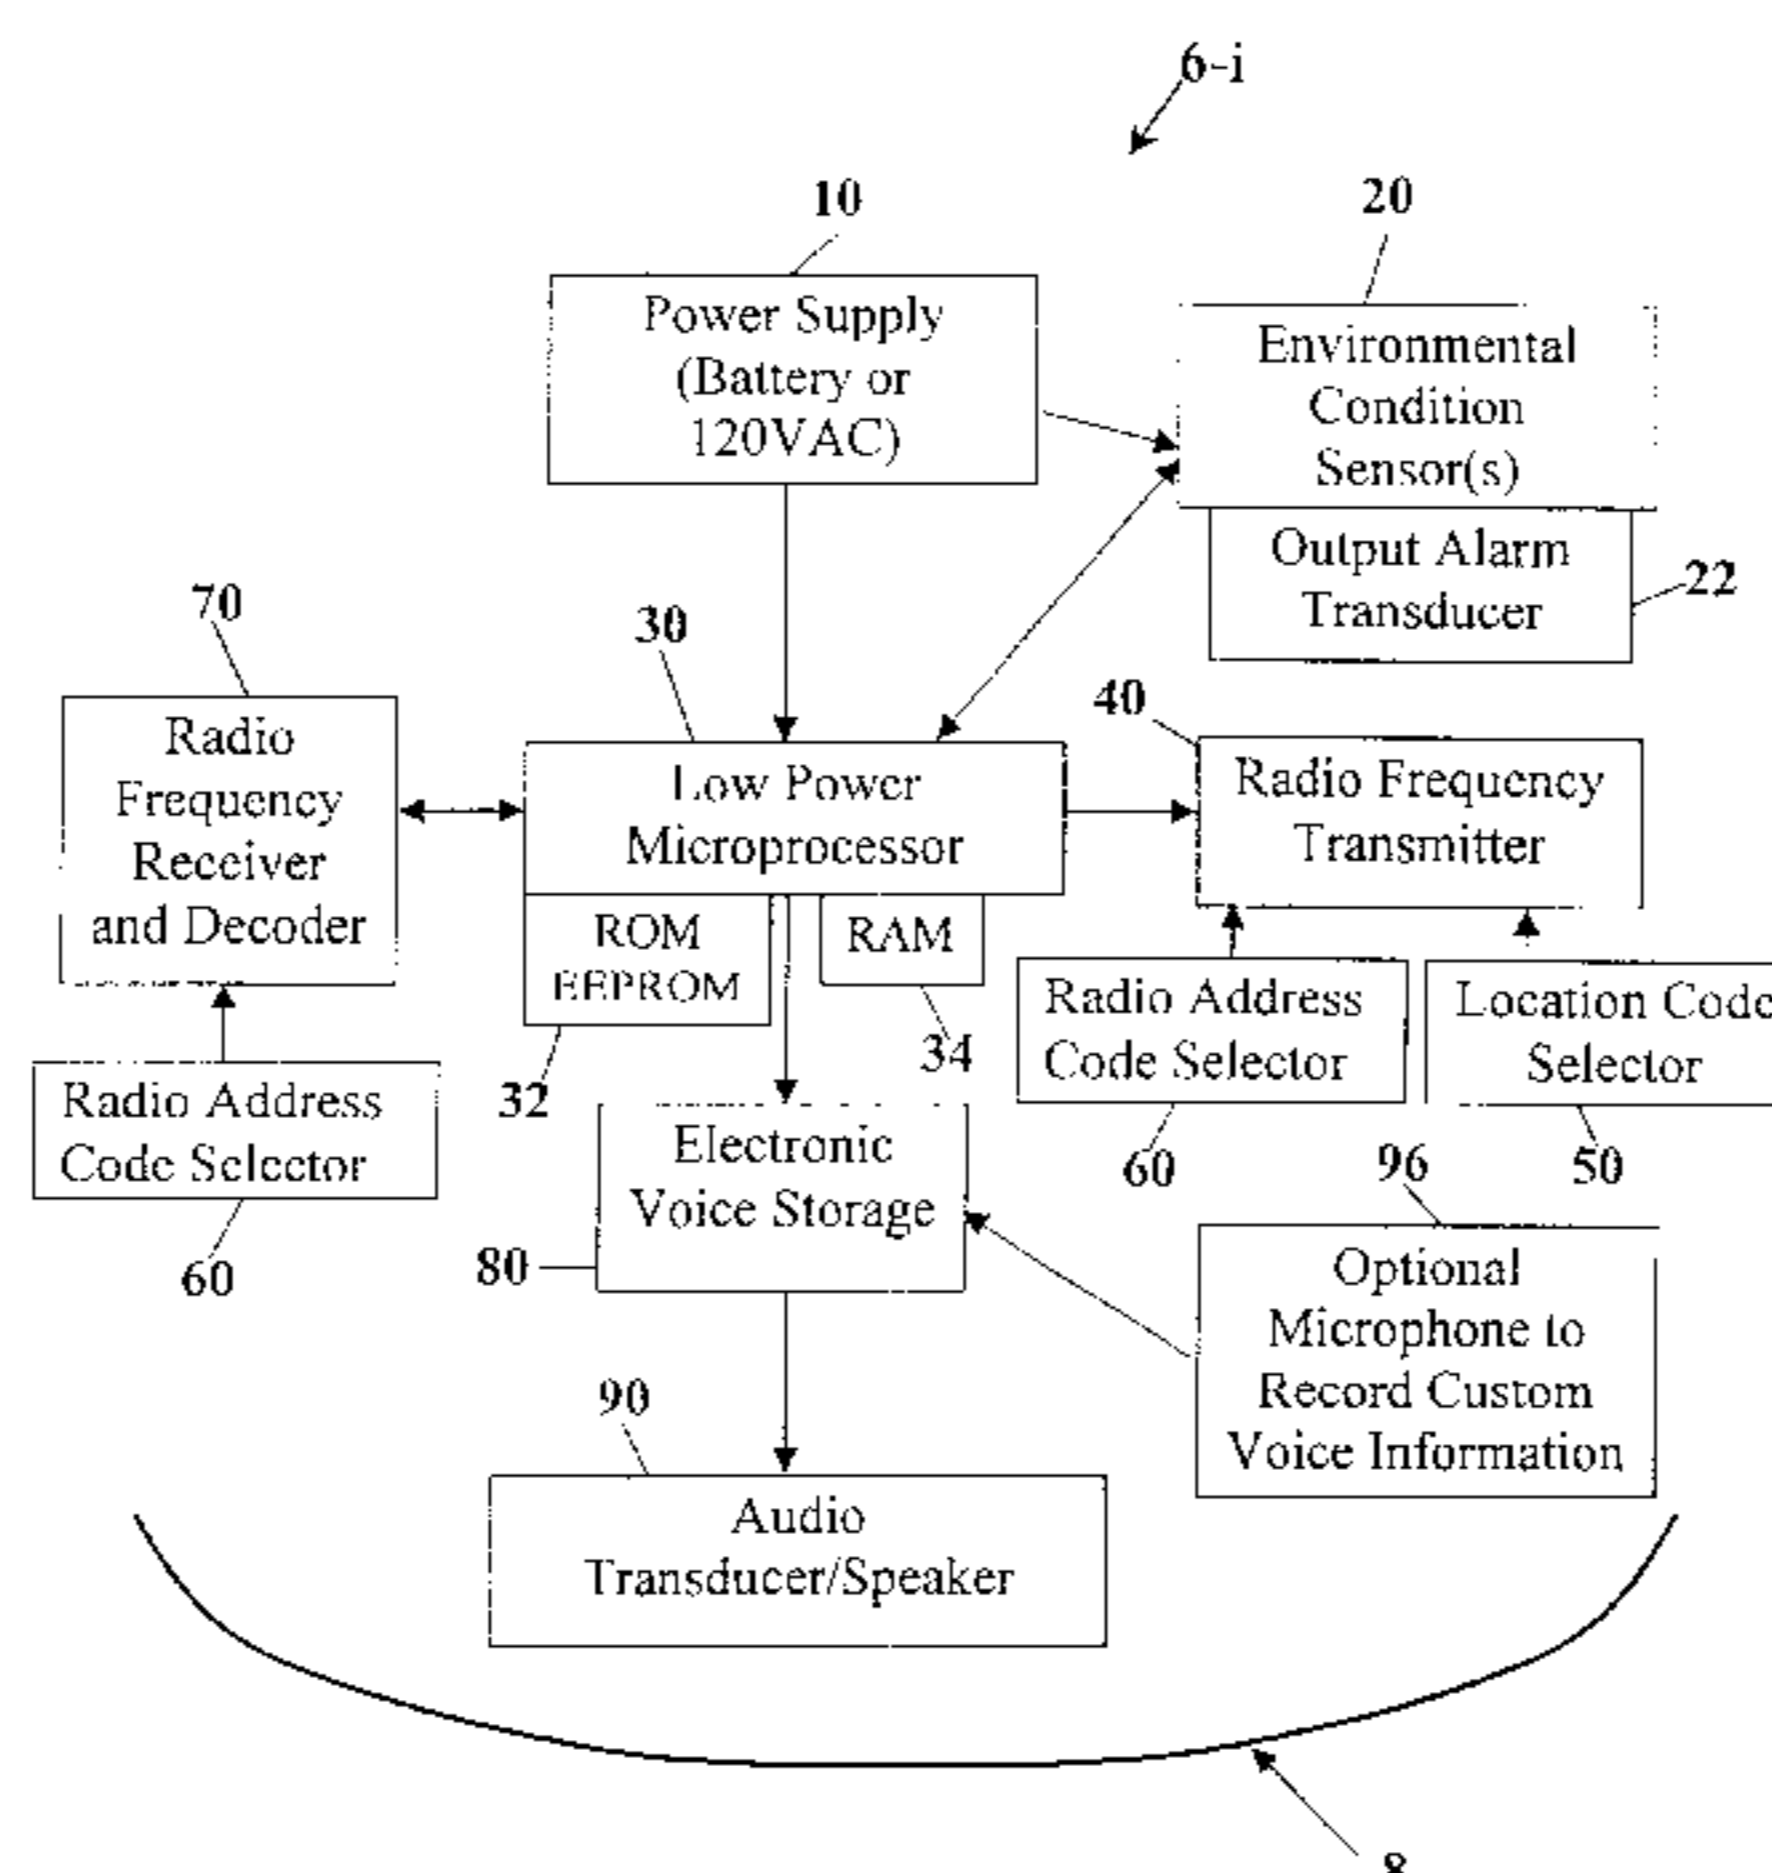 6-i
10
20
Power Supply
(Battery or
120VAC)
Environmental
Condition
Sensor(s)
Output Alarm
Transducer
22
70
30
40
Radio
Frequency
Receiver
and Decoder
Low Power
Microprocessor
Radio Frequency
Transmitter
ROM
EEPROM
RAM
32
34
Radio Address
Code Selector
60
Location Code
Selector
50
Radio Address
Code Selector
60
Electronic
Voice Storage
80
96
Optional
Microphone to
Record Custom
Voice Information
90
Audio
Transducer/Speaker
8